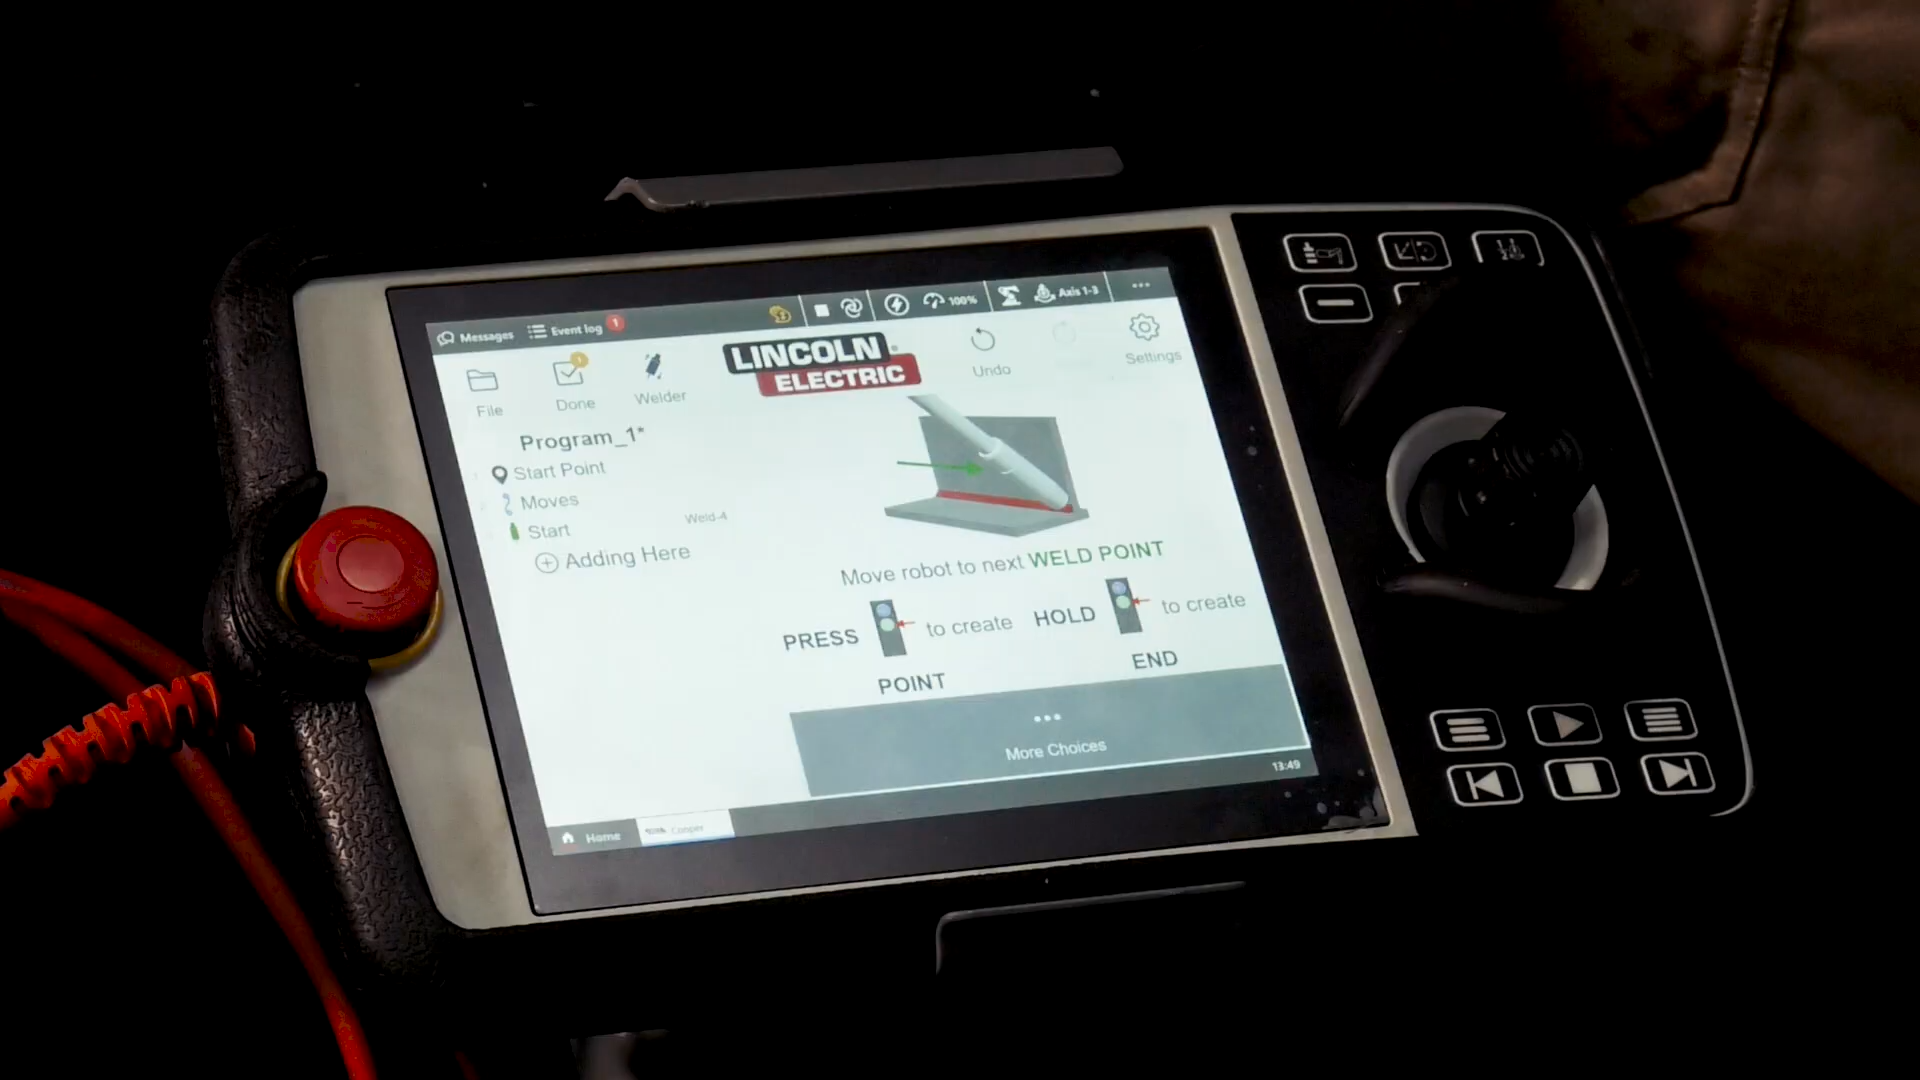 Messages Event log 1 100% Axis 1-3
LINCOLN
ELECTRIC
File Done Welder Undo Settings
Program_1*
Start Point
Moves
Start Weld-4
Adding Here
Move robot to next WELD POINT
PRESS to create HOLD to create
POINT END
More Choices
13:49
Home Cooper